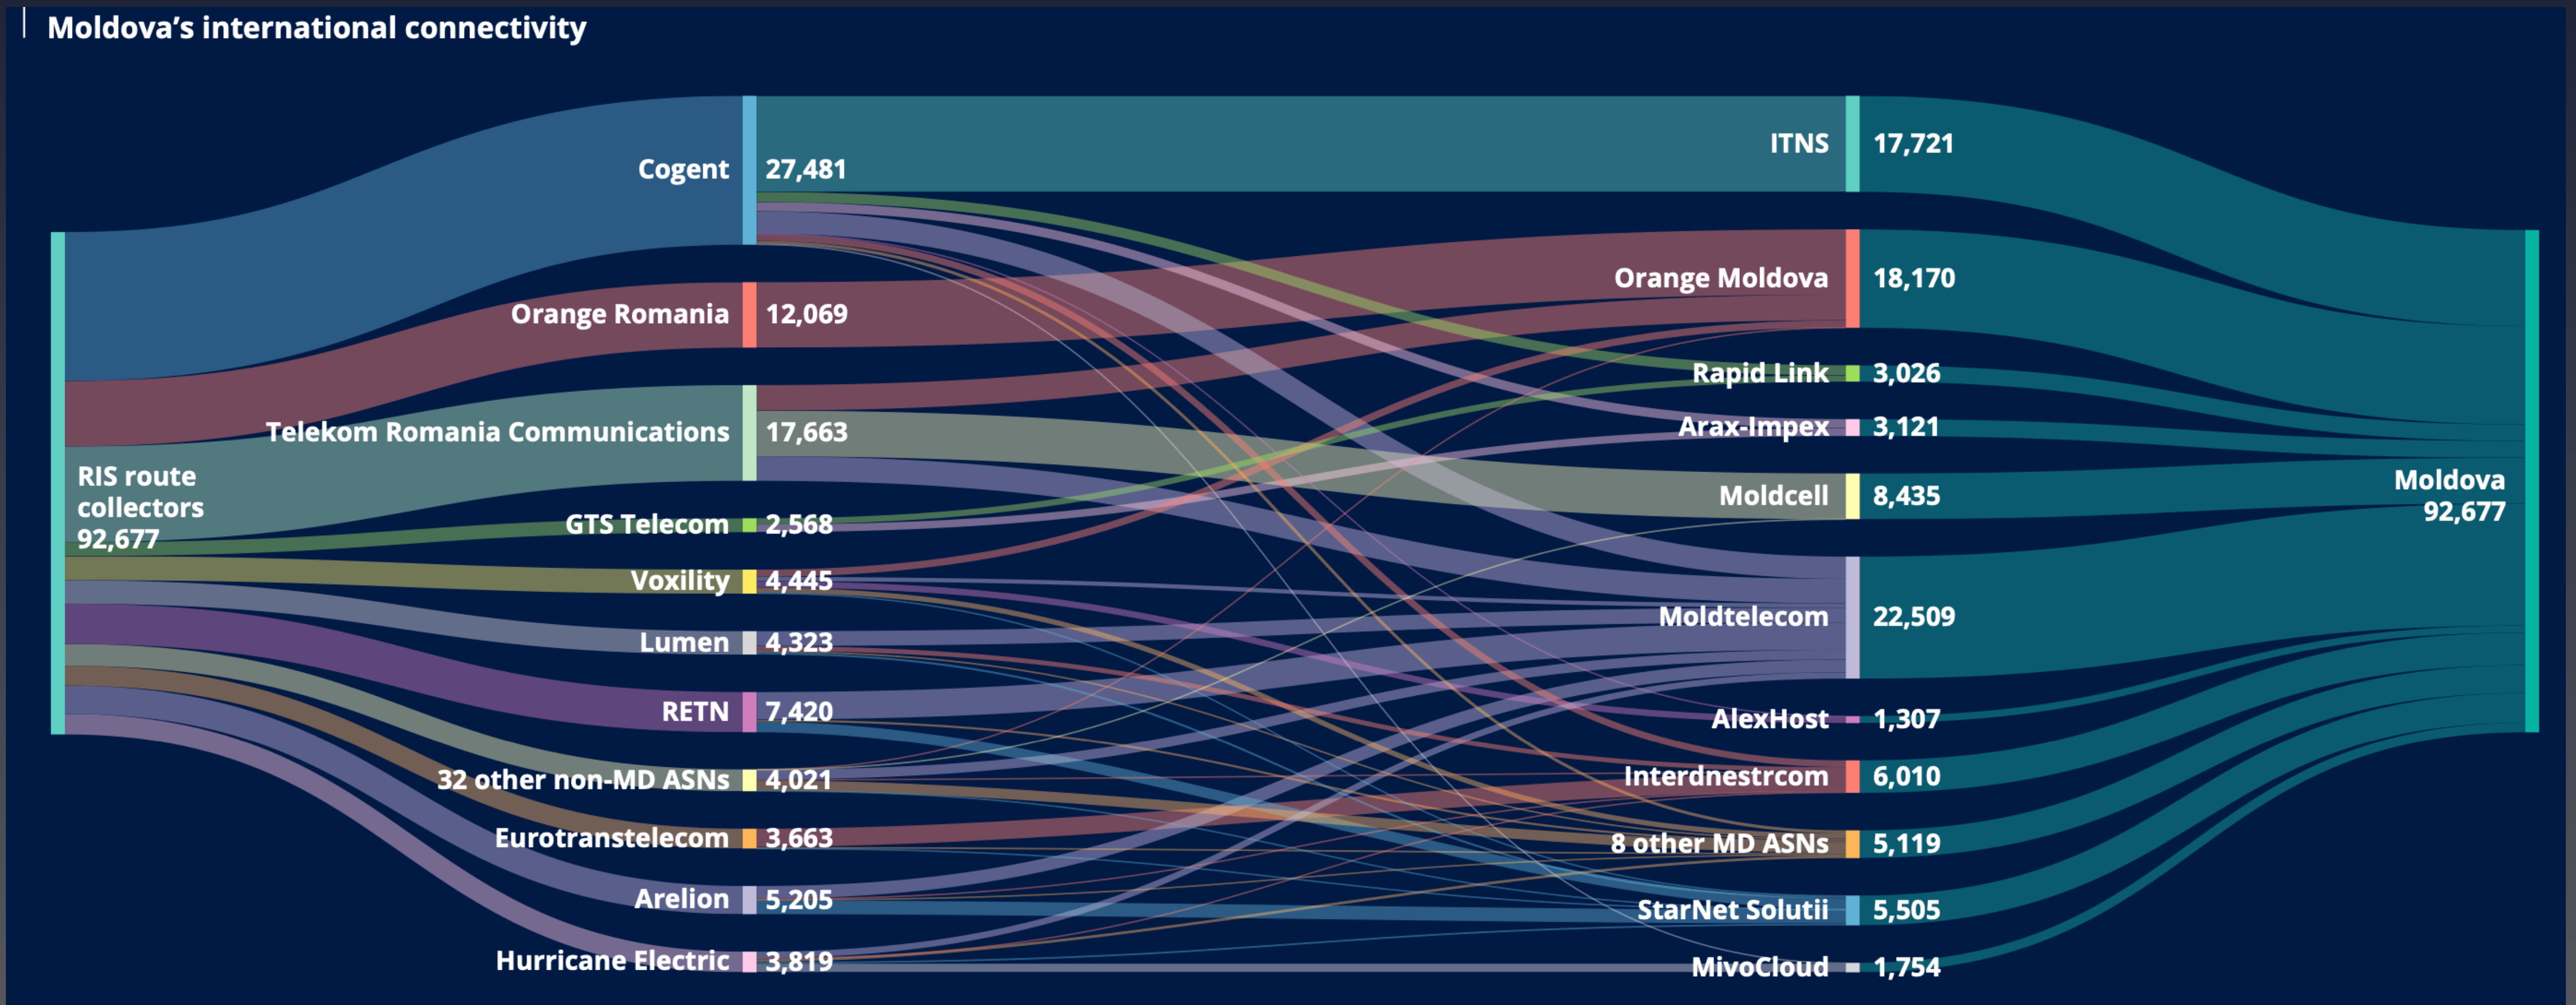 Moldova’s international connectivity
RIS route
collectors
92,677
Cogent 27,481
Orange Romania 12,069
Telekom Romania Communications 17,663
GTS Telecom 2,568
Voxility 4,445
Lumen 4,323
RETN 7,420
32 other non-MD ASNs 4,021
Eurotranstelecom 3,663
Arelion 5,205
Hurricane Electric 3,819
ITNS 17,721
Orange Moldova 18,170
Rapid Link 3,026
Arax-Impex 3,121
Moldcell 8,435
Moldtelecom 22,509
AlexHost 1,307
Interdnestrcom 6,010
8 other MD ASNs 5,119
StarNet Solutii 5,505
MivoCloud 1,754
Moldova
92,677